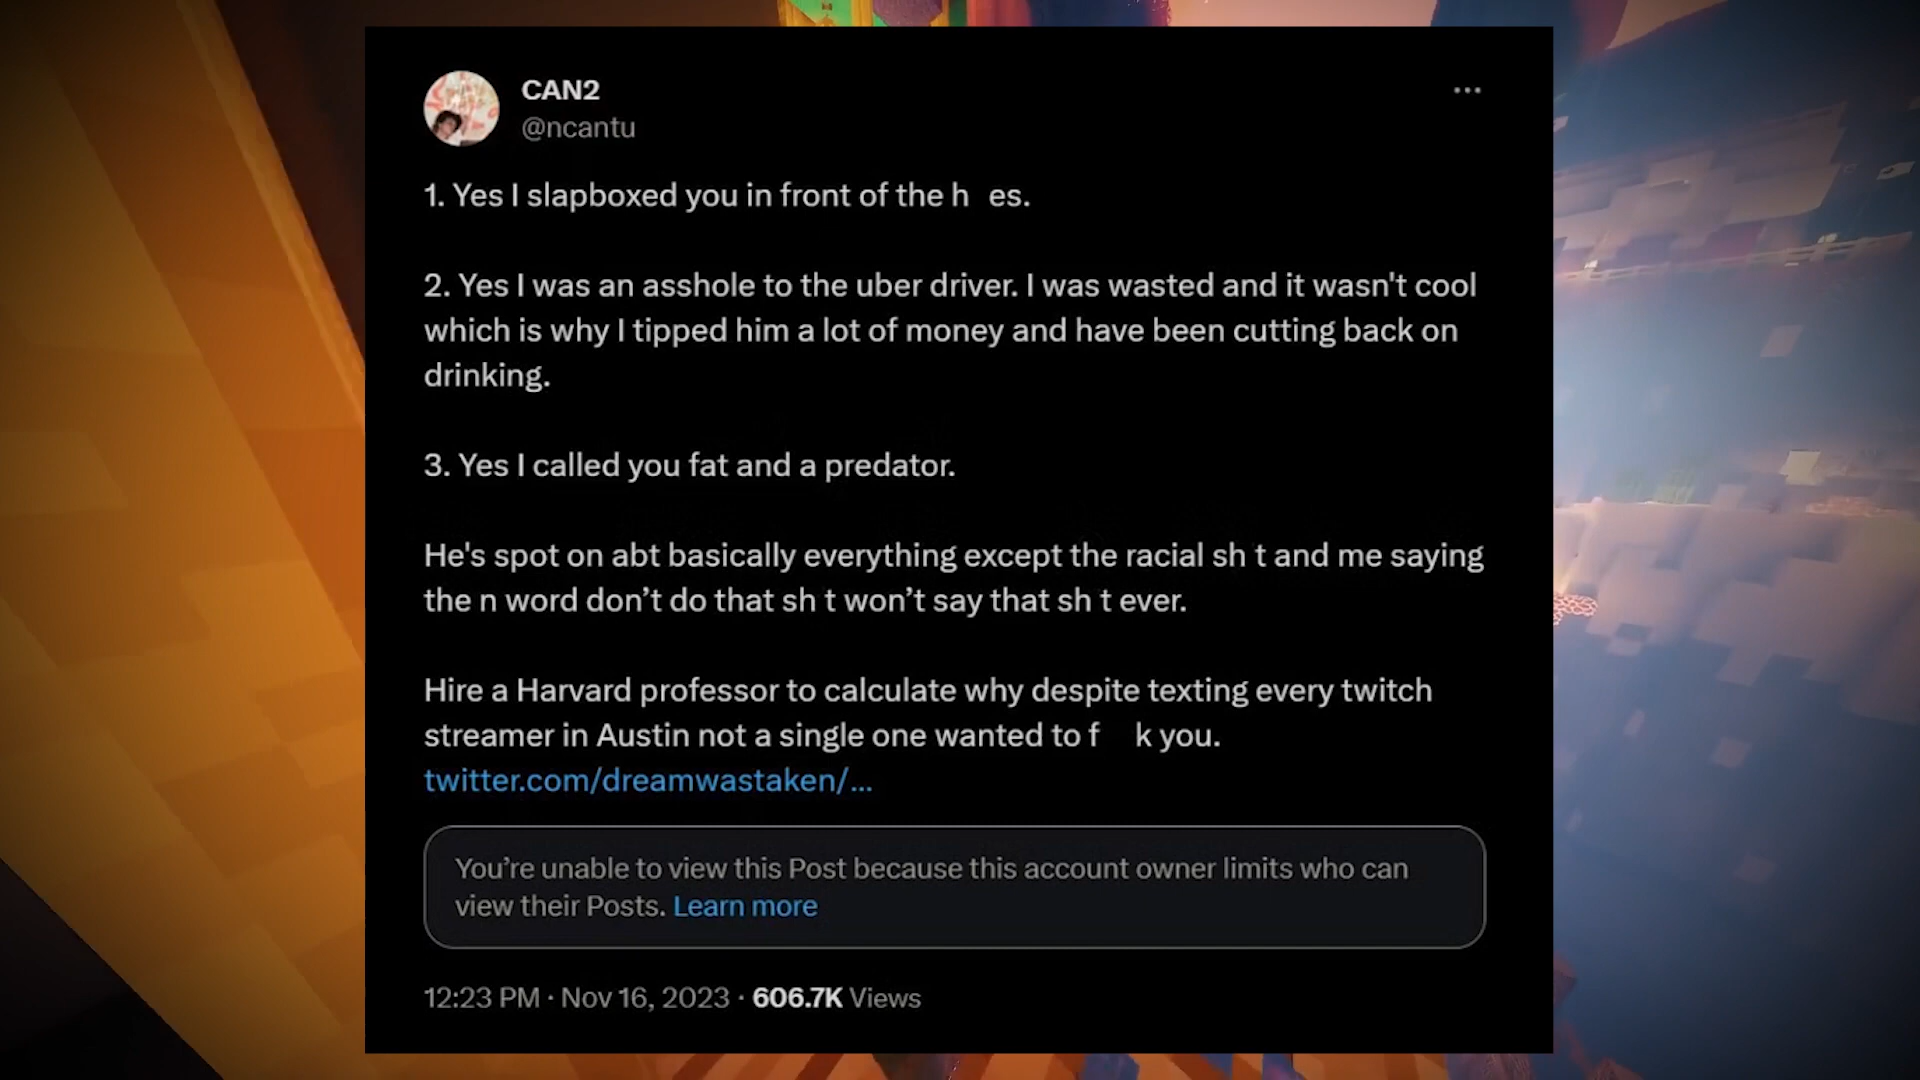 CAN2
@ncantu
1. Yes I slapboxed you in front of the h es.
2. Yes I was an asshole to the uber driver. I was wasted and it wasn't cool
which is why I tipped him a lot of money and have been cutting back on
drinking.
3. Yes I called you fat and a predator.
He's spot on abt basically everything except the racial sh t and me saying
the n word don’t do that sh t won’t say that sh t ever.
Hire a Harvard professor to calculate why despite texting every twitch
streamer in Austin not a single one wanted to f k you.
twitter.com/dreamwastaken/...
You’re unable to view this Post because this account owner limits who can
view their Posts. Learn more
12:23 PM · Nov 16, 2023 · 606.7K Views